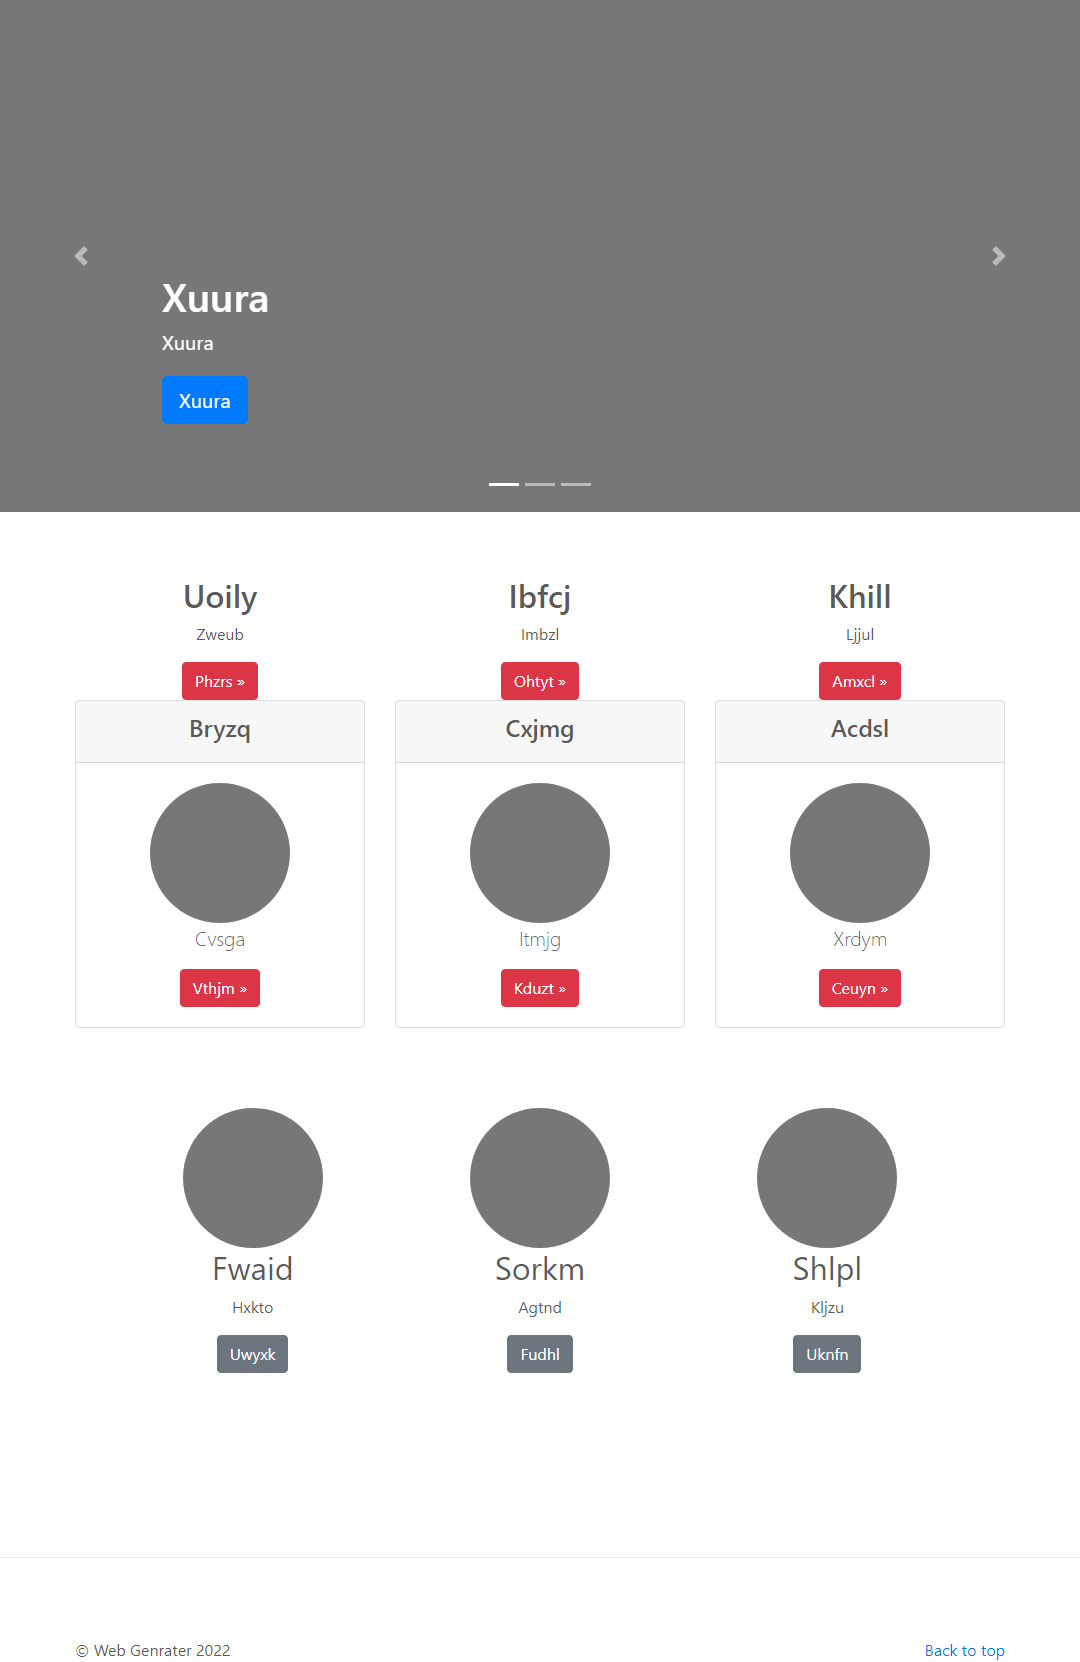 Xuura
Xuura
Xuura
Uoily
Zweub
Phzrs »
Ibfcj
Imbzl
Ohtyt »
Khill
Ljjul
Amxcl »
Bryzq
Cvsga
Vthjm »
Cxjmg
Itmjg
Kduzt »
Acdsl
Xrdym
Ceuyn »
Fwaid
Hxkto
Uwyxk
Sorkm
Agtnd
Fudhl
Shlpl
Kljzu
Uknfn
© Web Genrater 2022
Back to top